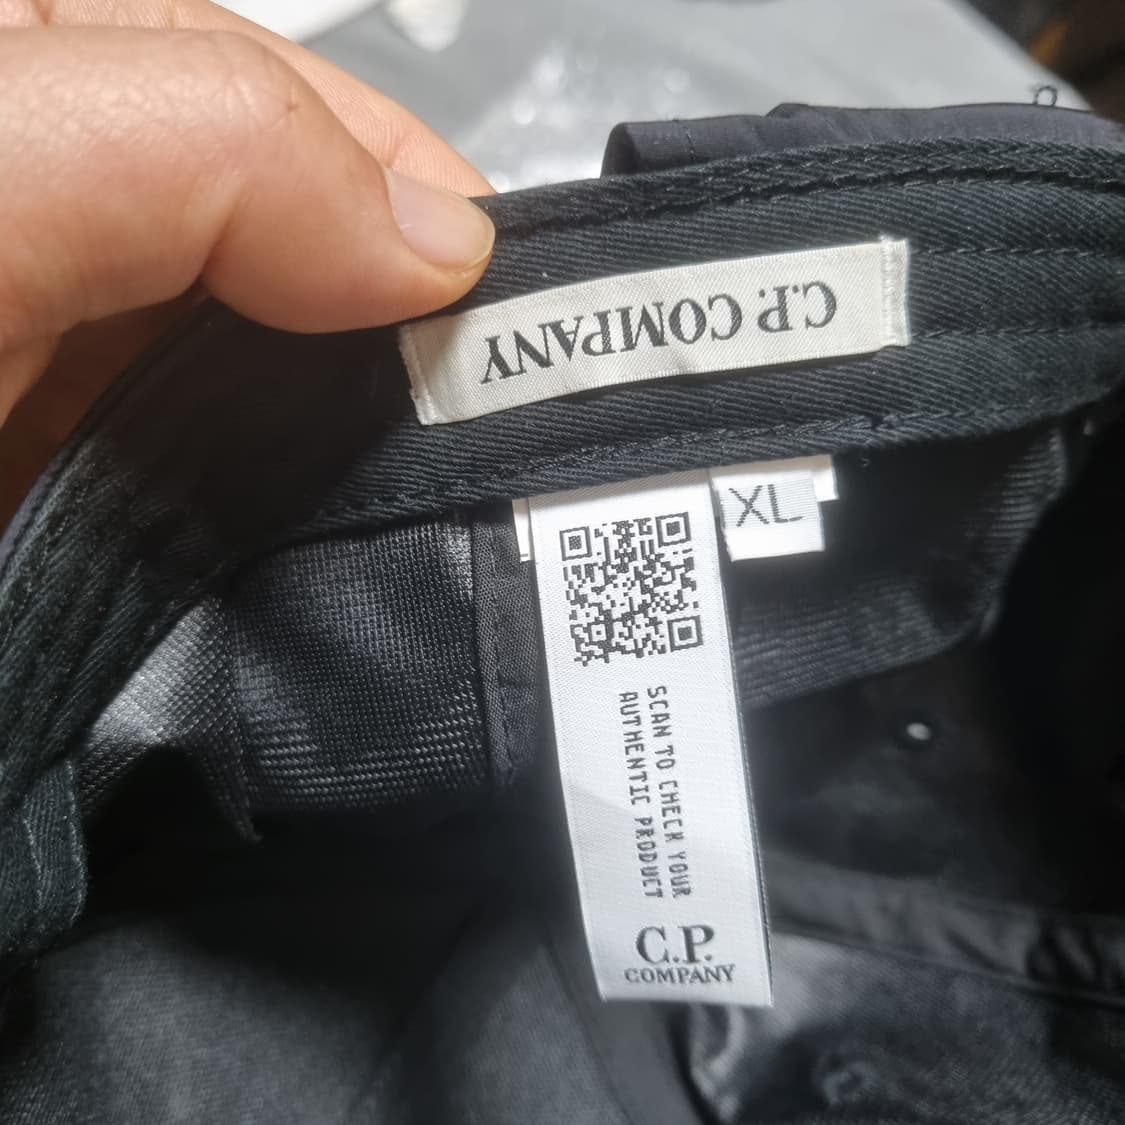 C.P. COMPANY
XL
SCAN TO CHECK YOUR
AUTHENTIC PRODUCT
C.P.
COMPANY